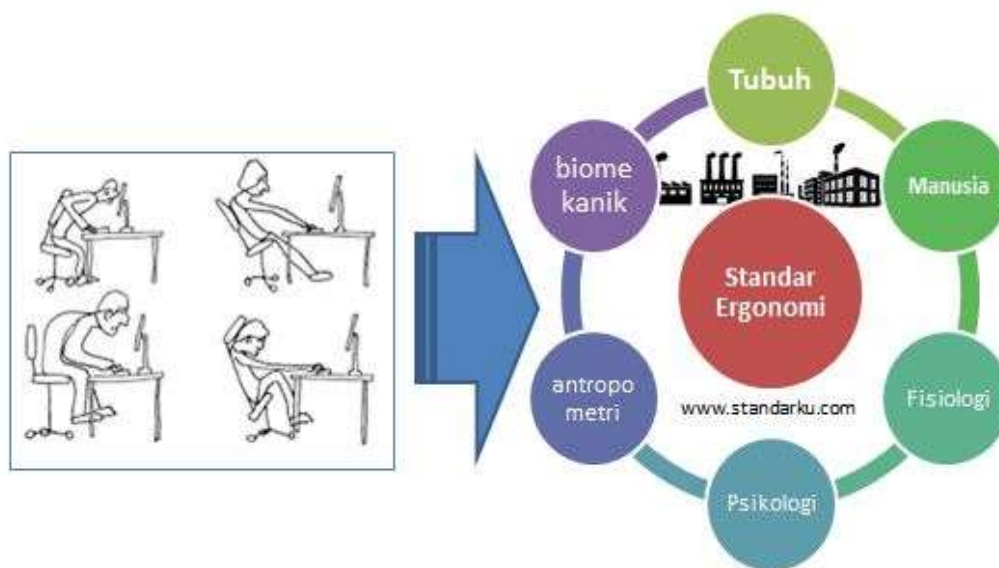 Tubuh
biome
kanik
Manusia
Standar
Ergonomi
antropo
metri
Fisiologi
www.standarku.com
Psikologi